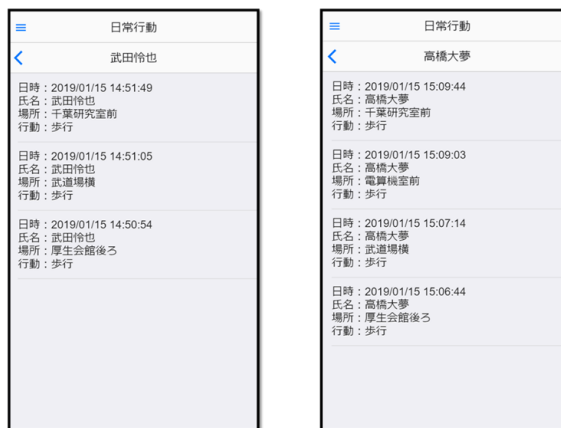 日常行動
武田怜也
日時：2019/01/15 14:51:49
氏名：武田怜也
場所：千葉研究室前
行動：歩行
日時：2019/01/15 14:51:05
氏名：武田怜也
場所：武道場横
行動：歩行
日時：2019/01/15 14:50:54
氏名：武田怜也
場所：厚生会館後ろ
行動：歩行
日常行動
高橋大夢
日時：2019/01/15 15:09:44
氏名：高橋大夢
場所：千葉研究室前
行動：歩行
日時：2019/01/15 15:09:03
氏名：高橋大夢
場所：電算機室前
行動：歩行
日時：2019/01/15 15:07:14
氏名：高橋大夢
場所：武道場横
行動：歩行
日時：2019/01/15 15:06:44
氏名：高橋大夢
場所：厚生会館後ろ
行動：歩行